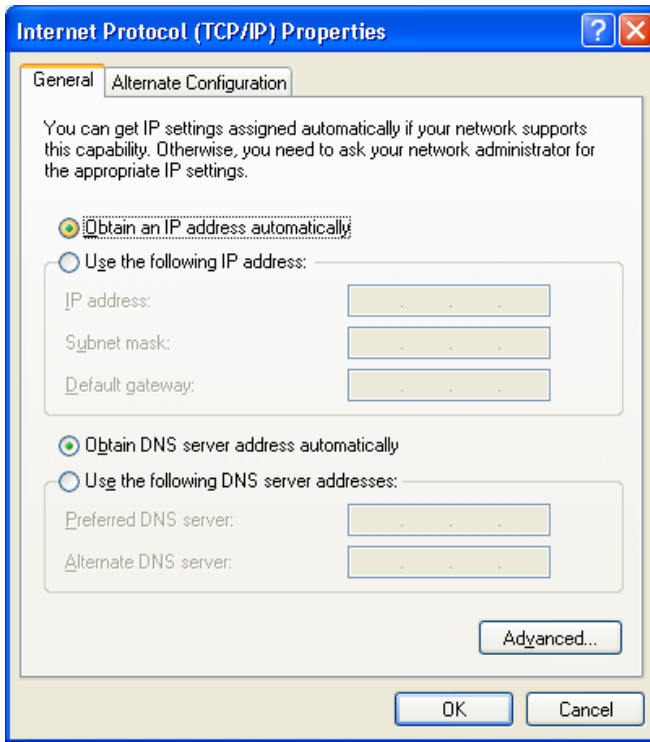 Internet Protocol (TCP/IP) Properties
General
Alternate Configuration
You can get IP settings assigned automatically if your network supports
this capability. Otherwise, you need to ask your network administrator for
the appropriate IP settings.
Obtain an IP address automatically
Use the following IP address:
IP address:
Subnet mask:
Default gateway:
Obtain DNS server address automatically
Use the following DNS server addresses:
Preferred DNS server:
Alternate DNS server:
Advanced...
OK
Cancel